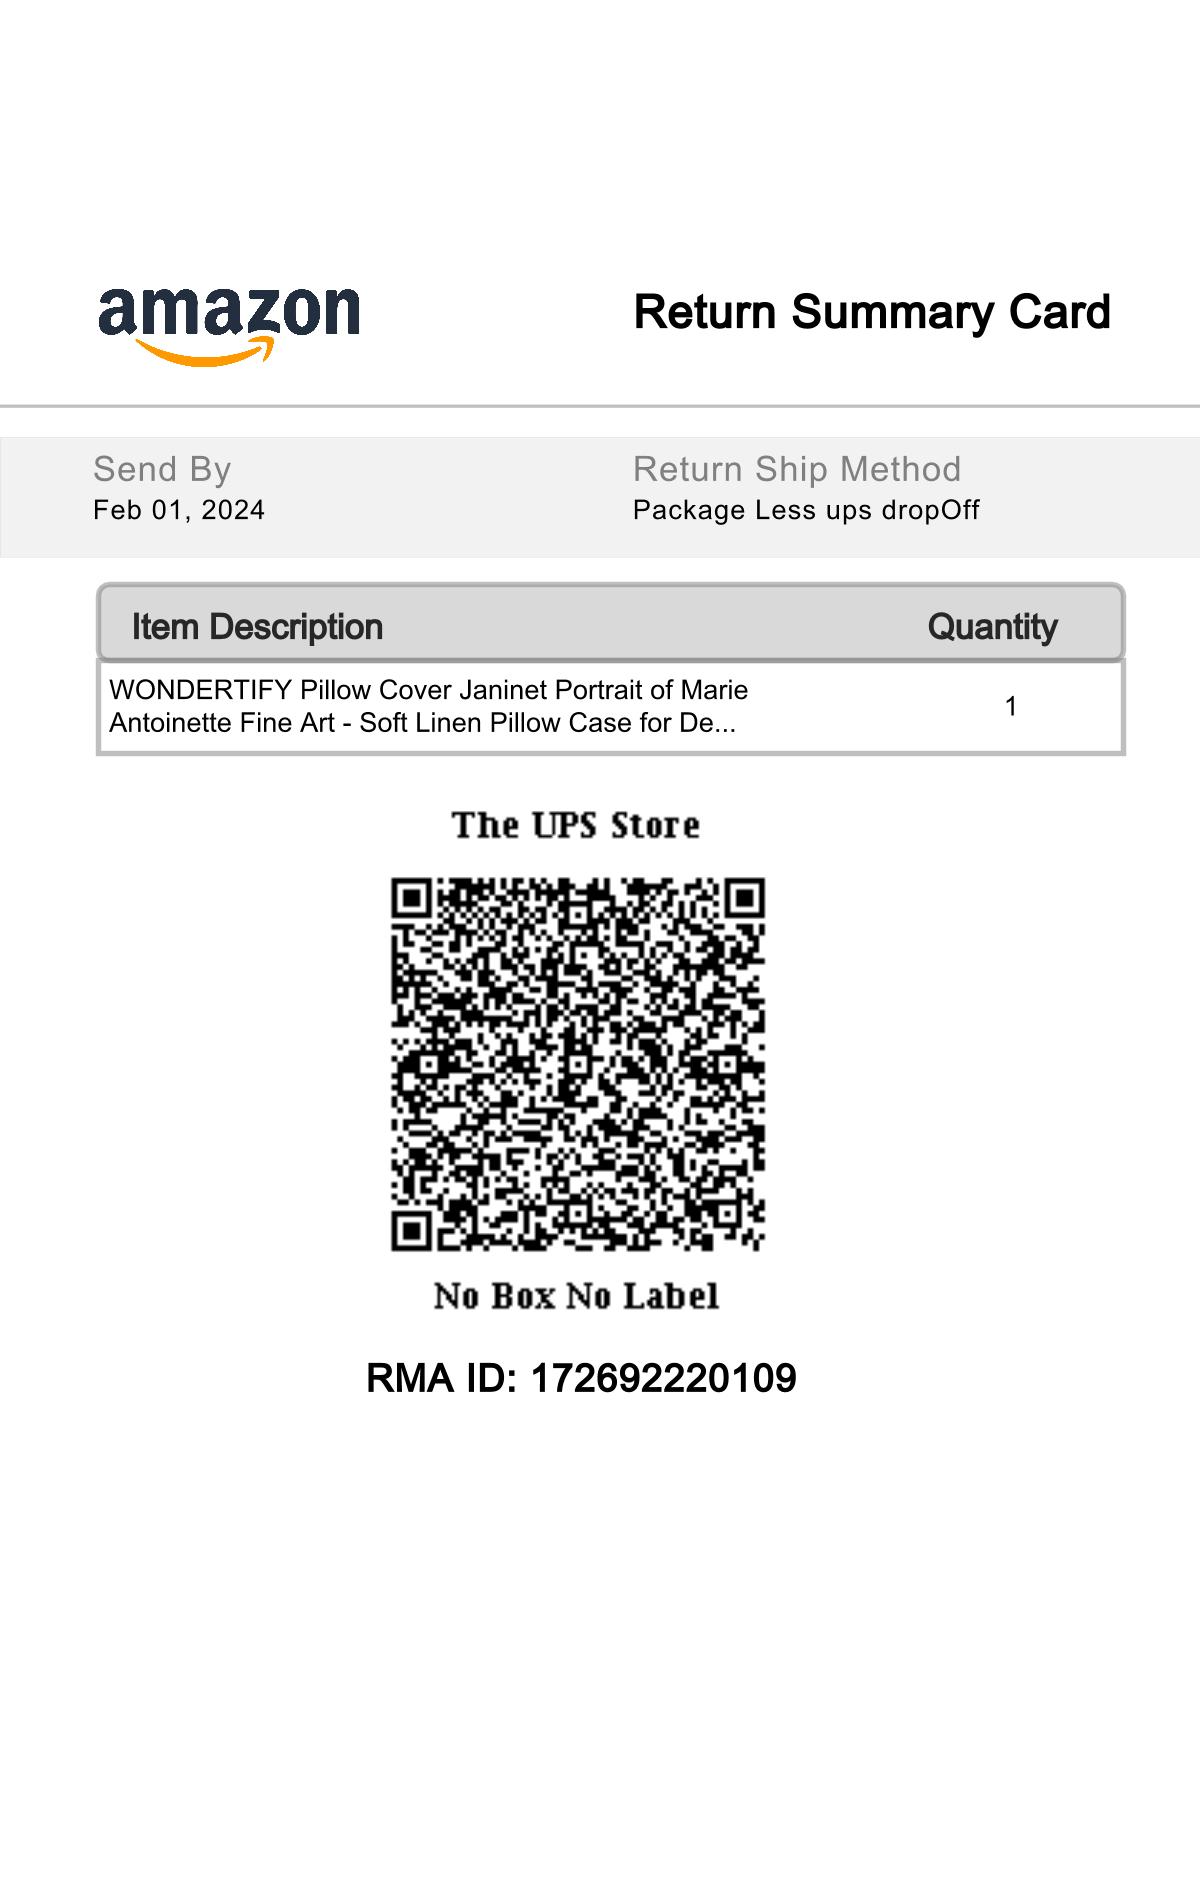 amazon
Return Summary Card
Send By
Feb 01, 2024
Return Ship Method
Package Less ups dropOff
Item Description
Quantity
WONDERTIFY Pillow Cover Janinet Portrait of Marie
Antoinette Fine Art - Soft Linen Pillow Case for De...
1
The UPS Store
No Box No Label
RMA ID: 172692220109